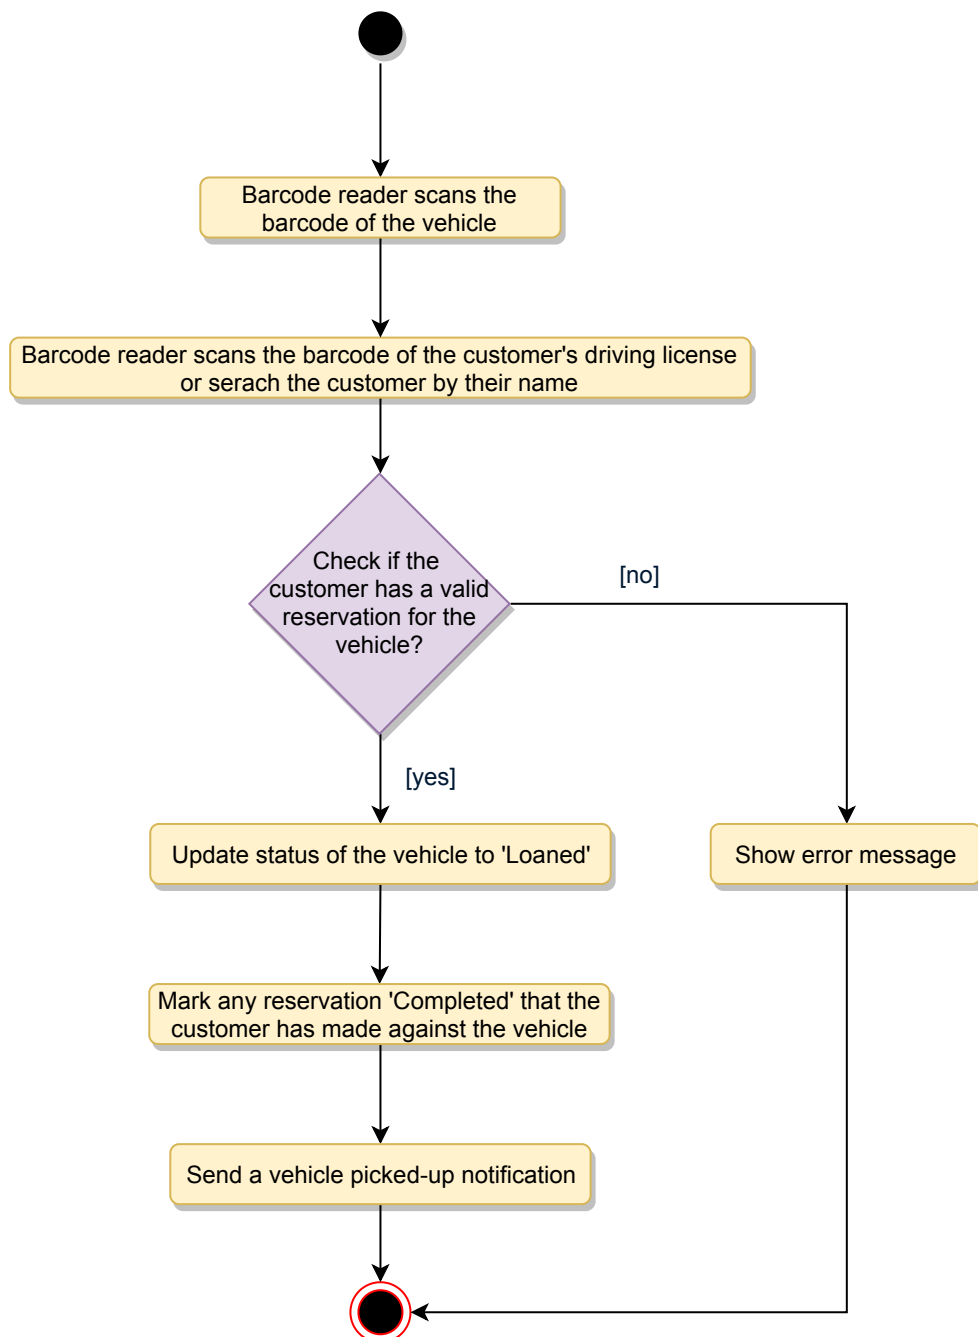 Barcode reader scans the
barcode of the vehicle
Barcode reader scans the barcode of the customer's driving license
or serach the customer by their name
Check if the
customer has a valid
reservation for the
vehicle?
[no]
[yes]
Update status of the vehicle to 'Loaned'
Show error message
Mark any reservation 'Completed' that the
customer has made against the vehicle
Send a vehicle picked-up notification